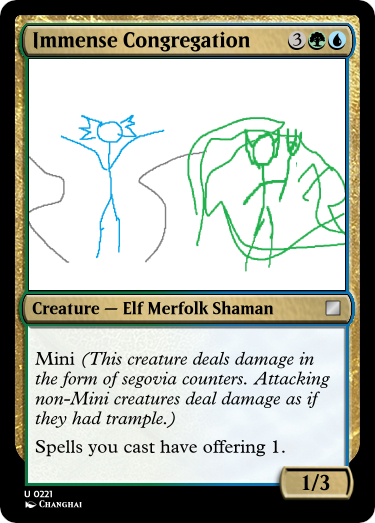 Immense Congregation 3
Creature — Elf Merfolk Shaman
Mini (This creature deals damage in
the form of segovia counters. Attacking
non-Mini creatures deal damage as if
they had trample.)
Spells you cast have offering 1.
1/3
U 0221
Changhai